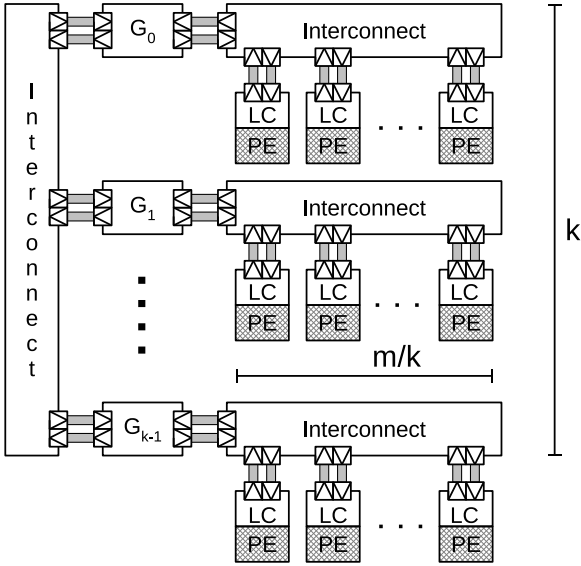 Interconnect
G0
Interconnect
LC LC . . . LC
PE PE PE
G1
Interconnect
LC LC . . . LC
PE PE PE
m/k
k
Gk-1
Interconnect
LC LC . . . LC
PE PE PE